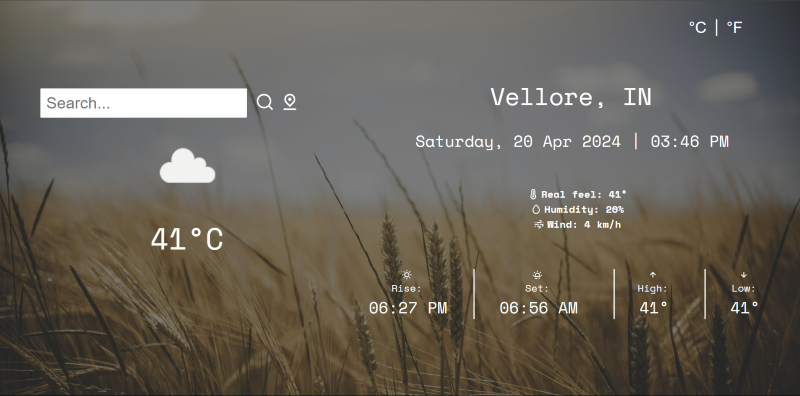 °C | °F
Search...
Vellore, IN
Saturday, 20 Apr 2024 | 03:46 PM
41°C
Real feel: 41°
Humidity: 20%
Wind: 4 km/h
Rise: Set: High: Low:
06:27 PM 06:56 AM 41° 41°